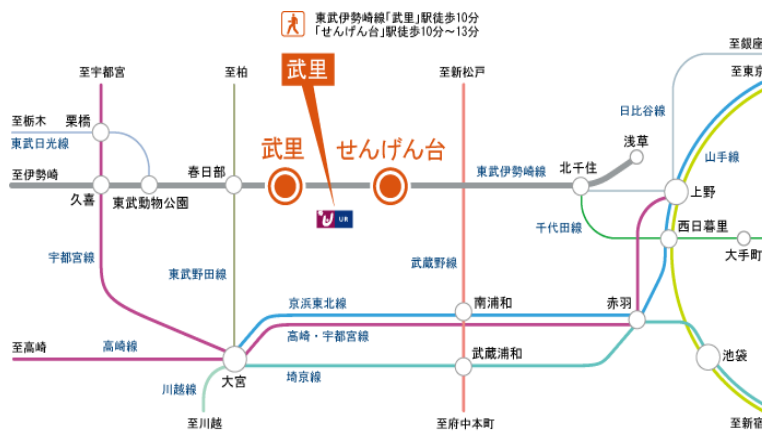 東武伊勢崎線「武里」駅徒歩10分
「せんげん台」駅徒歩10分～13分
武里
至宇都宮
至柏
至新松戸
至銀座
至東京
日比谷線
至栃木
栗橋
東武日光線
浅草
山手線
武里
せんげん台
至伊勢崎
春日部
東武伊勢崎線
北千住
上野
久喜
東武動物公園
UR
千代田線
西日暮里
大手町
宇都宮線
東武野田線
武蔵野線
京浜東北線
南浦和
赤羽
高崎・宇都宮線
至高崎
高崎線
大宮
武蔵浦和
池袋
川越線
埼京線
至川越
至府中本町
至新宿